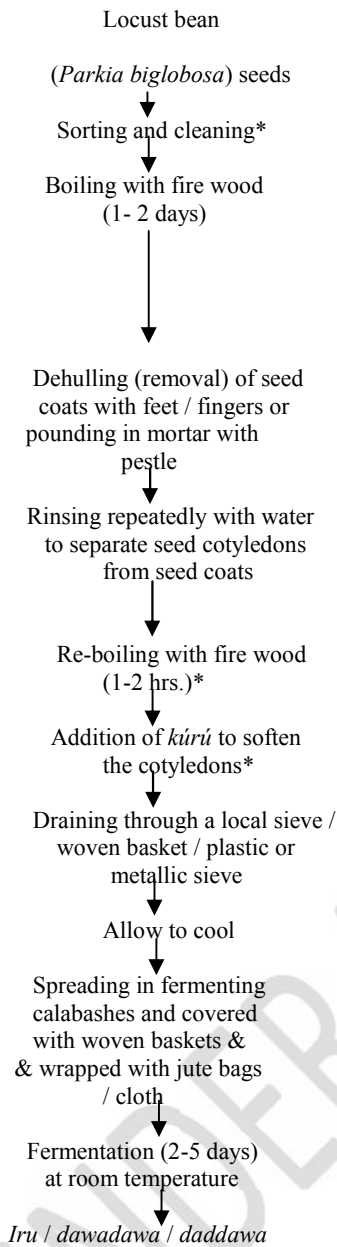 Locust bean
(Parkia biglobosa) seeds
Sorting and cleaning*
Boiling with fire wood
(1- 2 days)
Dehulling (removal) of seed
coats with feet / fingers or
pounding in mortar with
pestle
Rinsing repeatedly with water
to separate seed cotyledons
from seed coats
Re-boiling with fire wood
(1-2 hrs.)*
Addition of kúrú to soften
the cotyledons*
Draining through a local sieve /
woven basket / plastic or
metallic sieve
Allow to cool
Spreading in fermenting
calabashes and covered
with woven baskets &
& wrapped with jute bags
/ cloth
Fermentation (2-5 days)
at room temperature
Iru / dawadawa / daddawa